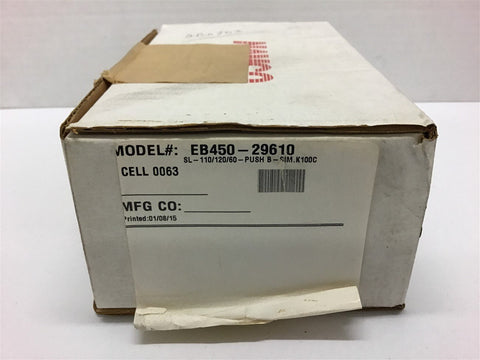 MODEL#: EB450-29610
SL-110/120/60-PUSH B-SIM.K100C
CELL 0063
MFG CO:
Printed:01/08/15